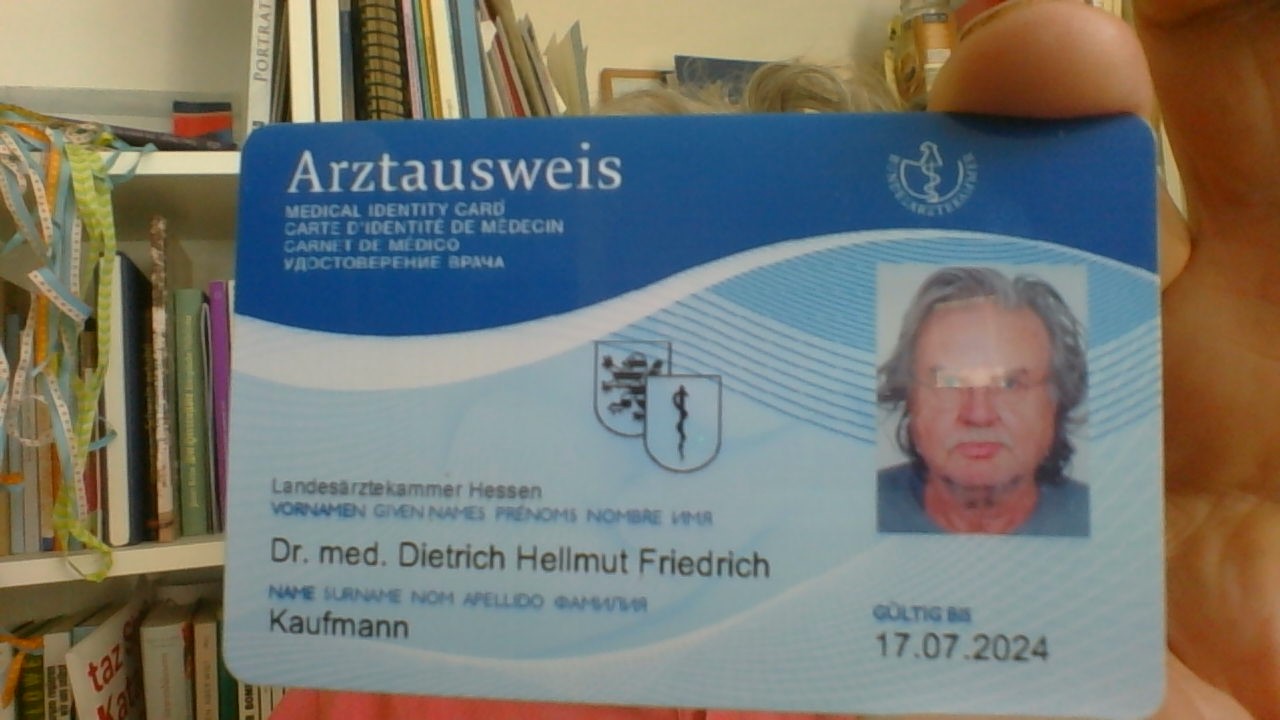 PORTRAT
Arztausweis
MEDICAL IDENTITY CARD
CARTE D'IDENTITÉ DE MÉDECIN
CARNET DE MÉDICO
УДОСТОВЕРЕНИЕ ВРАЧА
BUNDESÄRZTEKAMMER
Landesärztekammer Hessen
VORNAMEN GIVEN NAMES PRÉNOMS NOMBRE ИМЯ
Dr. med. Dietrich Hellmut Friedrich
NAME SURNAME NOM APELLIDO ФАМИЛИЯ
Kaufmann
GÜLTIG BIS
17.07.2024
taz